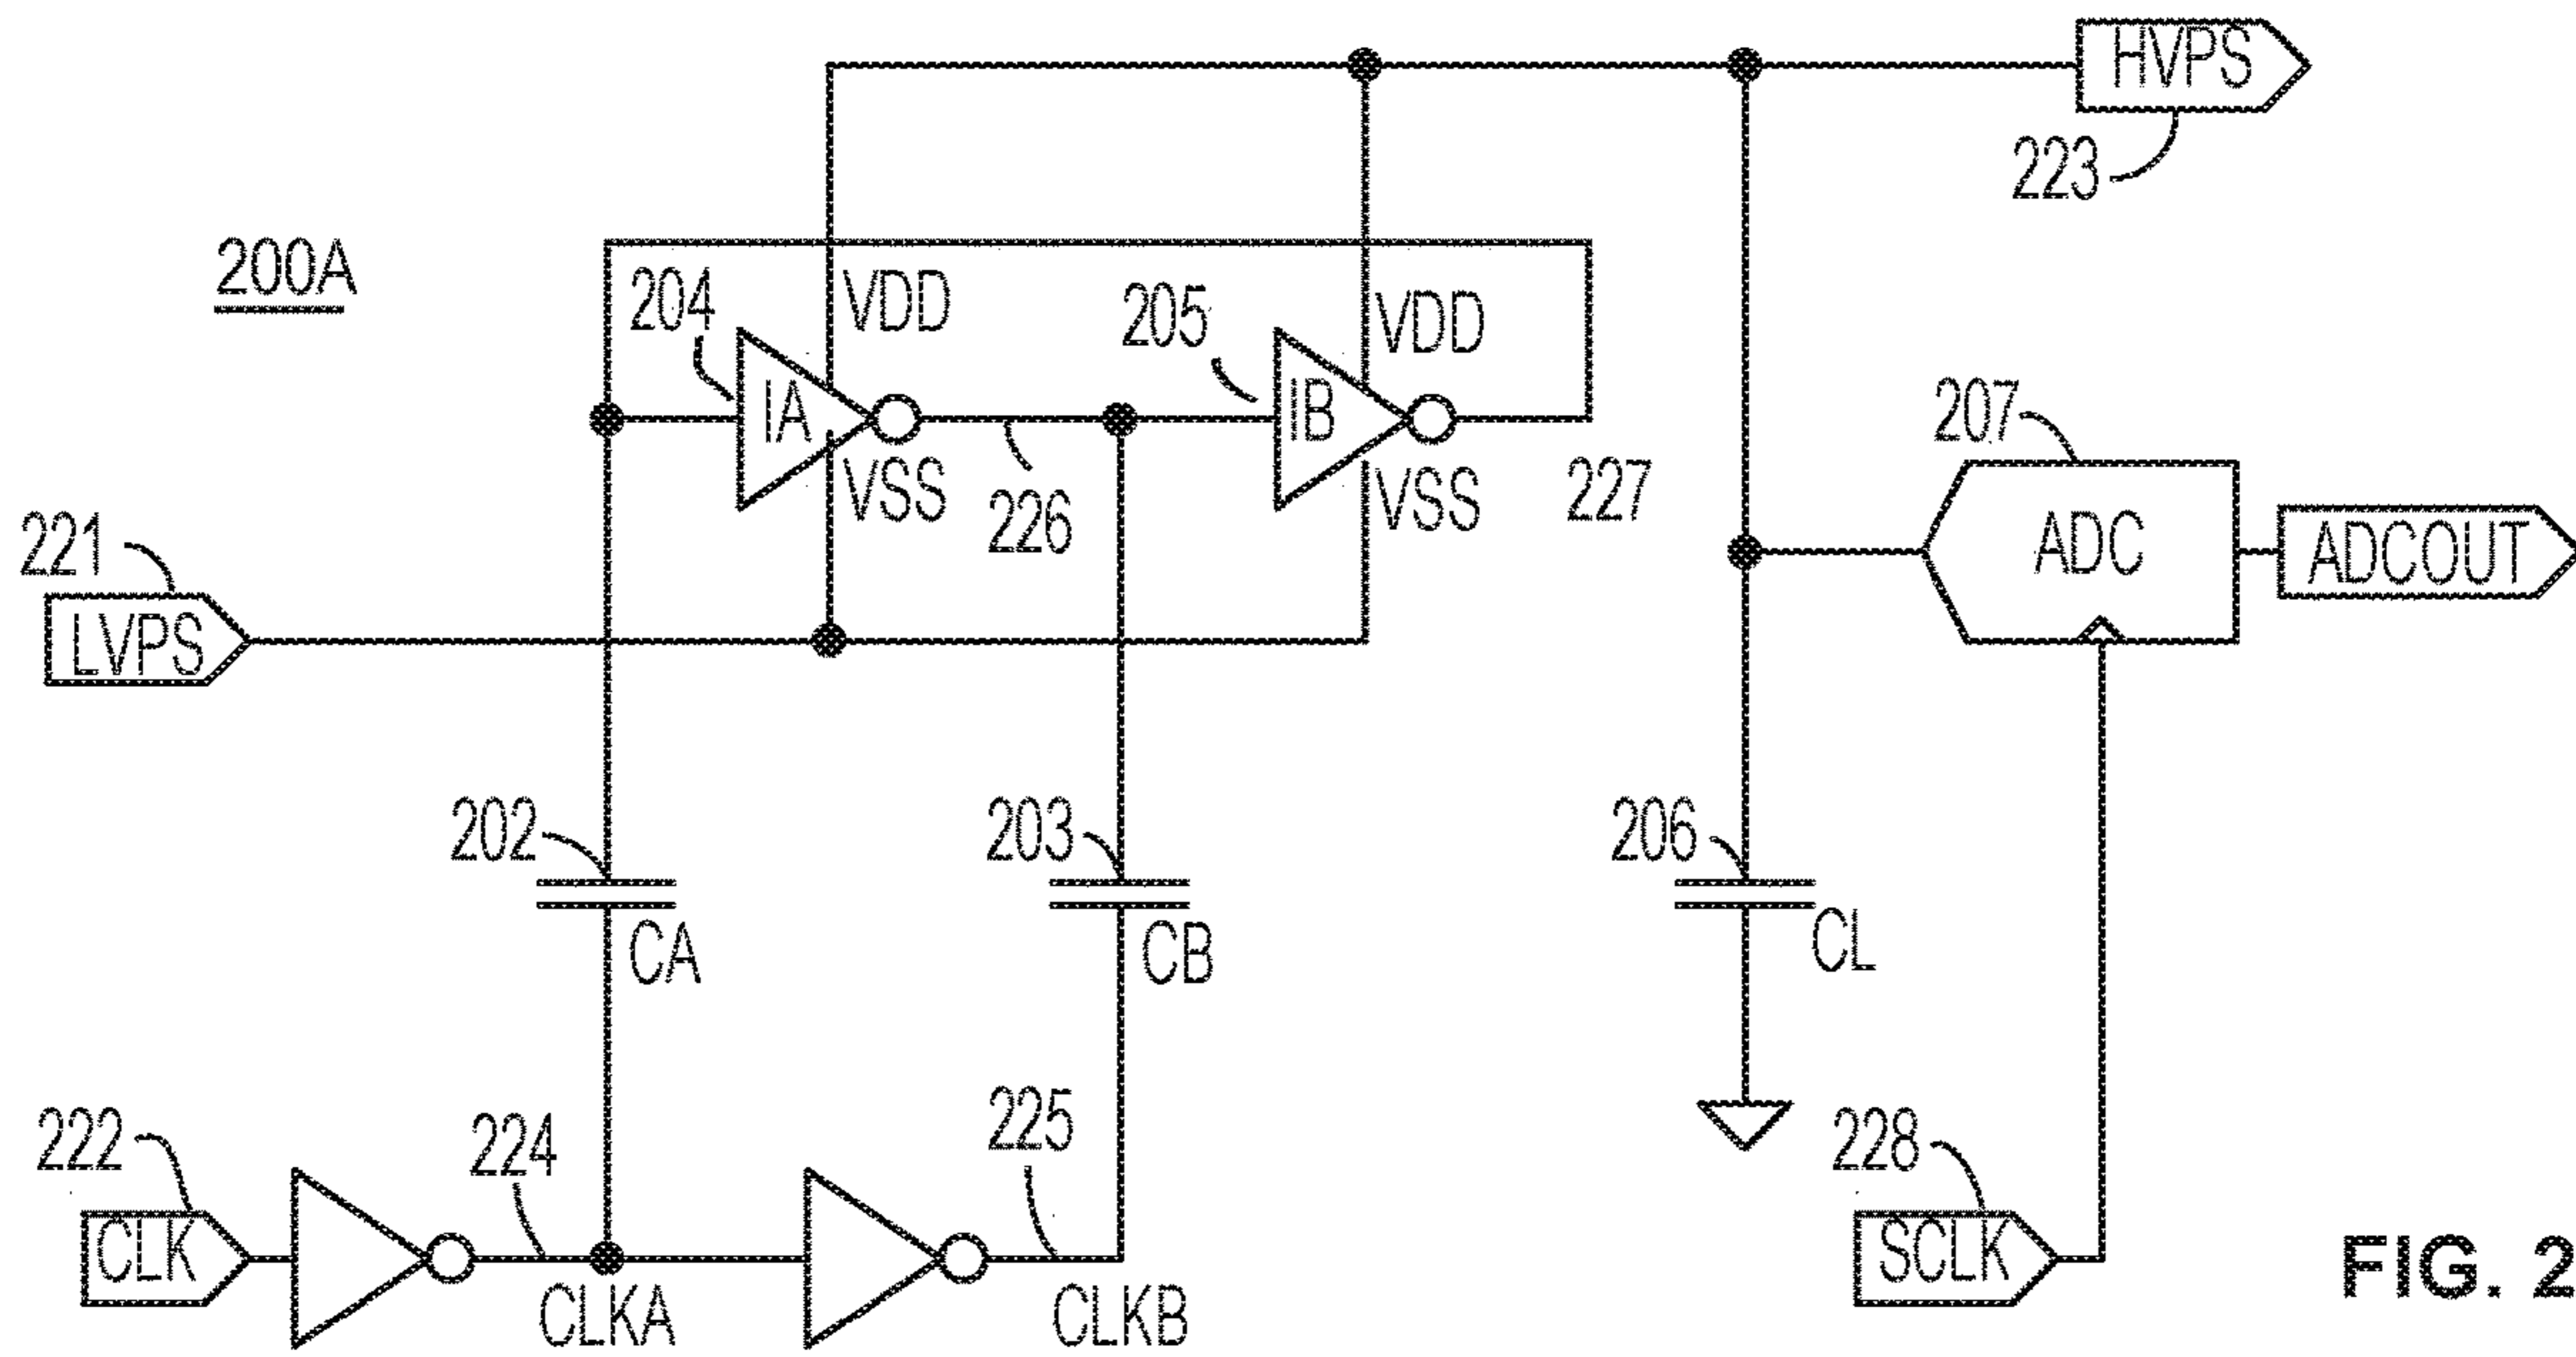 HVPS
223
200A
204
VDD
205
VDD
IA
IB
207
VSS
226
VSS
227
ADC
ADCOUT
221
LVPS
202
203
206
CA
CB
CL
222
224
225
228
CLK
SCLK
CLKA
CLKB
FIG. 2